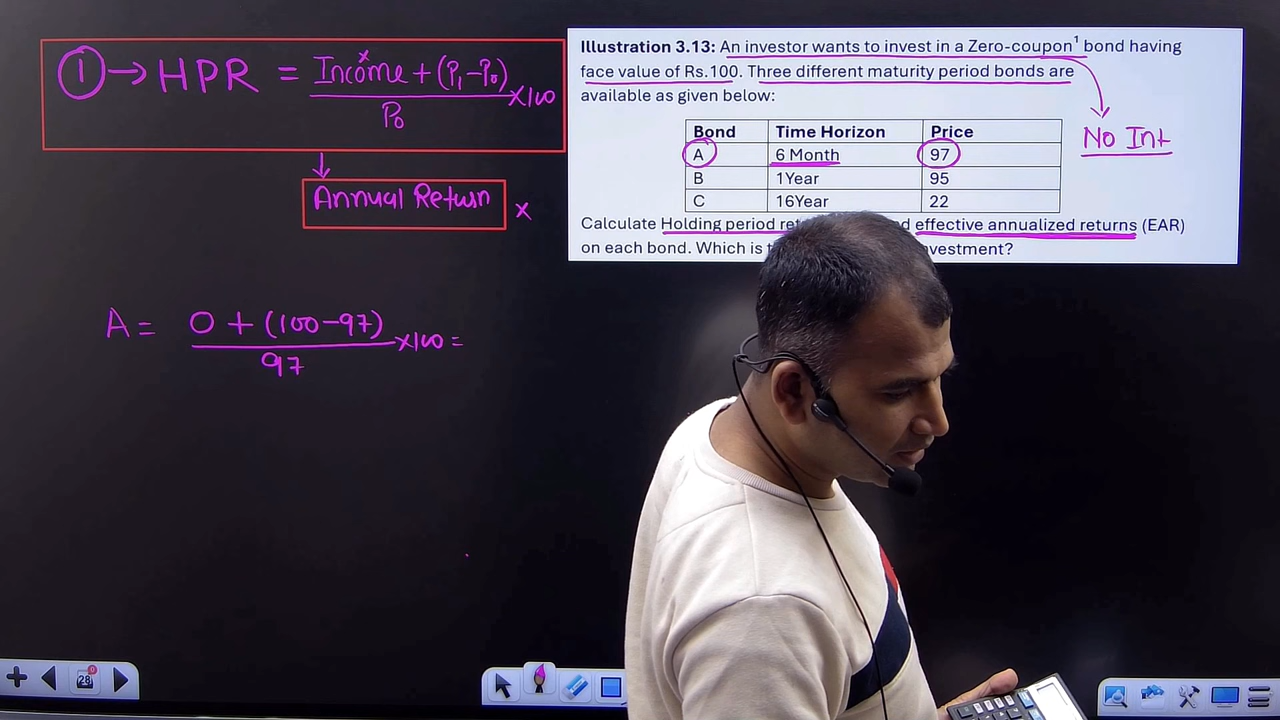 ① → HPR = Income + (P₁ - P₀) / P₀ × 100
Annual Return ×
A = 0 + (100 - 97) / 97 × 100 =
Illustration 3.13: An investor wants to invest in a Zero-coupon¹ bond having
face value of Rs.100. Three different maturity period bonds are
available as given below:
No Int
Bond Time Horizon Price
A 6 Month 97
B 1Year 95
C 16Year 22
Calculate Holding period effective annualized returns (EAR)
on each bond. Which is
28